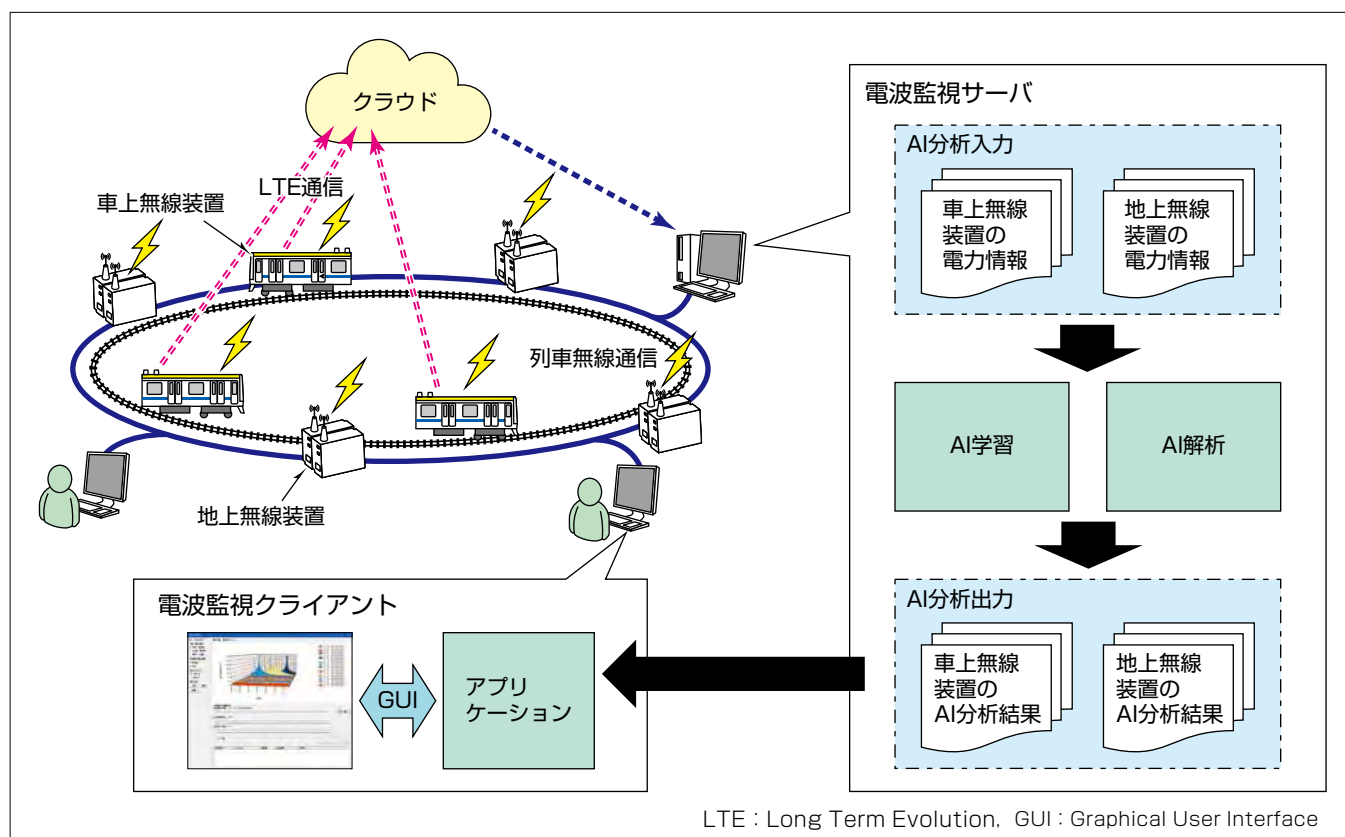 クラウド
LTE通信
車上無線装置
列車無線通信
地上無線装置
電波監視サーバ
AI分析入力
車上無線
装置の
電力情報
地上無線
装置の
電力情報
AI学習
AI解析
AI分析出力
車上無線
装置の
AI分析結果
地上無線
装置の
AI分析結果
電波監視クライアント
GUI
アプリ
ケーション
LTE:Long Term Evolution, GUI:Graphical User Interface